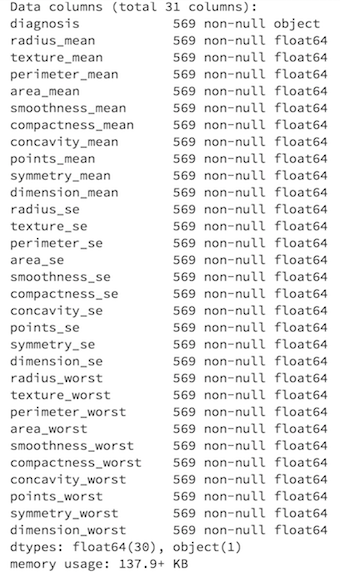 Data columns (total 31 columns):
diagnosis 569 non-null object
radius_mean 569 non-null float64
texture_mean 569 non-null float64
perimeter_mean 569 non-null float64
area_mean 569 non-null float64
smoothness_mean 569 non-null float64
compactness_mean 569 non-null float64
concavity_mean 569 non-null float64
points_mean 569 non-null float64
symmetry_mean 569 non-null float64
dimension_mean 569 non-null float64
radius_se 569 non-null float64
texture_se 569 non-null float64
perimeter_se 569 non-null float64
area_se 569 non-null float64
smoothness_se 569 non-null float64
compactness_se 569 non-null float64
concavity_se 569 non-null float64
points_se 569 non-null float64
symmetry_se 569 non-null float64
dimension_se 569 non-null float64
radius_worst 569 non-null float64
texture_worst 569 non-null float64
perimeter_worst 569 non-null float64
area_worst 569 non-null float64
smoothness_worst 569 non-null float64
compactness_worst 569 non-null float64
concavity_worst 569 non-null float64
points_worst 569 non-null float64
symmetry_worst 569 non-null float64
dimension_worst 569 non-null float64
dtypes: float64(30), object(1)
memory usage: 137.9+ KB